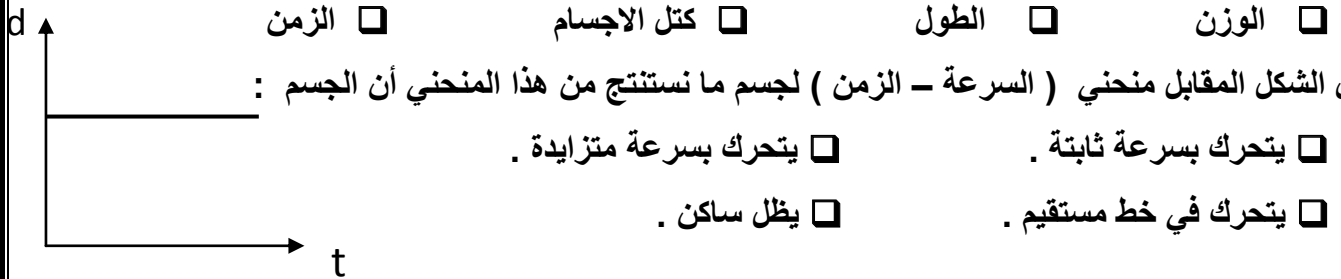 ❑ الوزن ❑ الطول ❑ كتل الاجسام ❑ الزمن
d
الشكل المقابل منحني ( السرعة – الزمن ) لجسم ما نستنتج من هذا المنحني أن الجسم :
❑ يتحرك بسرعة ثابتة . ❑ يتحرك بسرعة متزايدة .
❑ يتحرك في خط مستقيم . ❑ يظل ساكن .
t